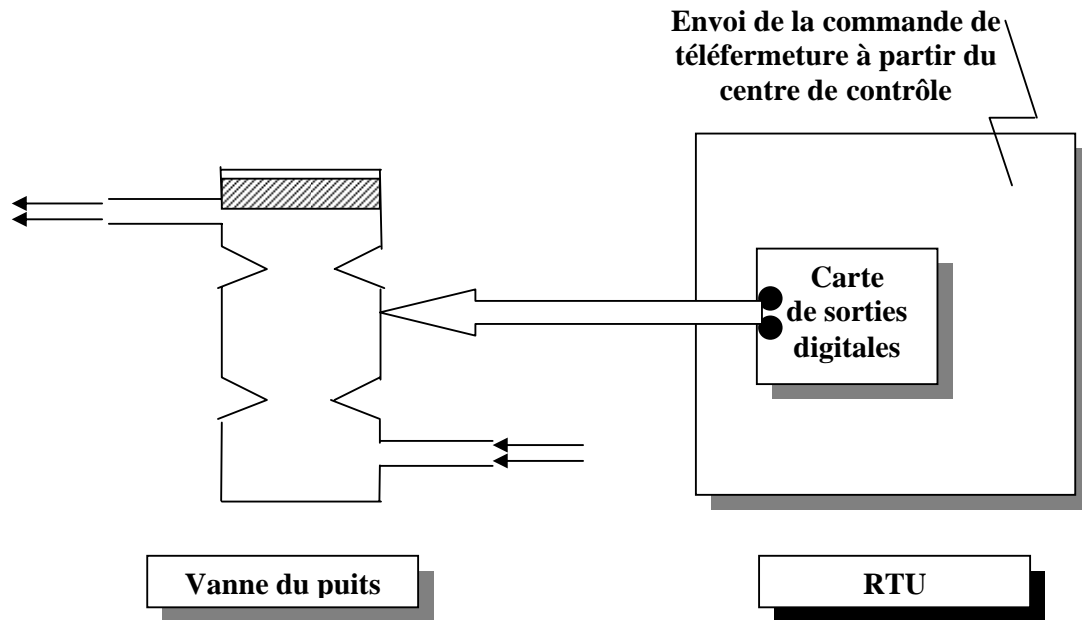 Envoi de la commande de
téléfermeture à partir du
centre de contrôle
Carte
de sorties
digitales
Vanne du puits
RTU